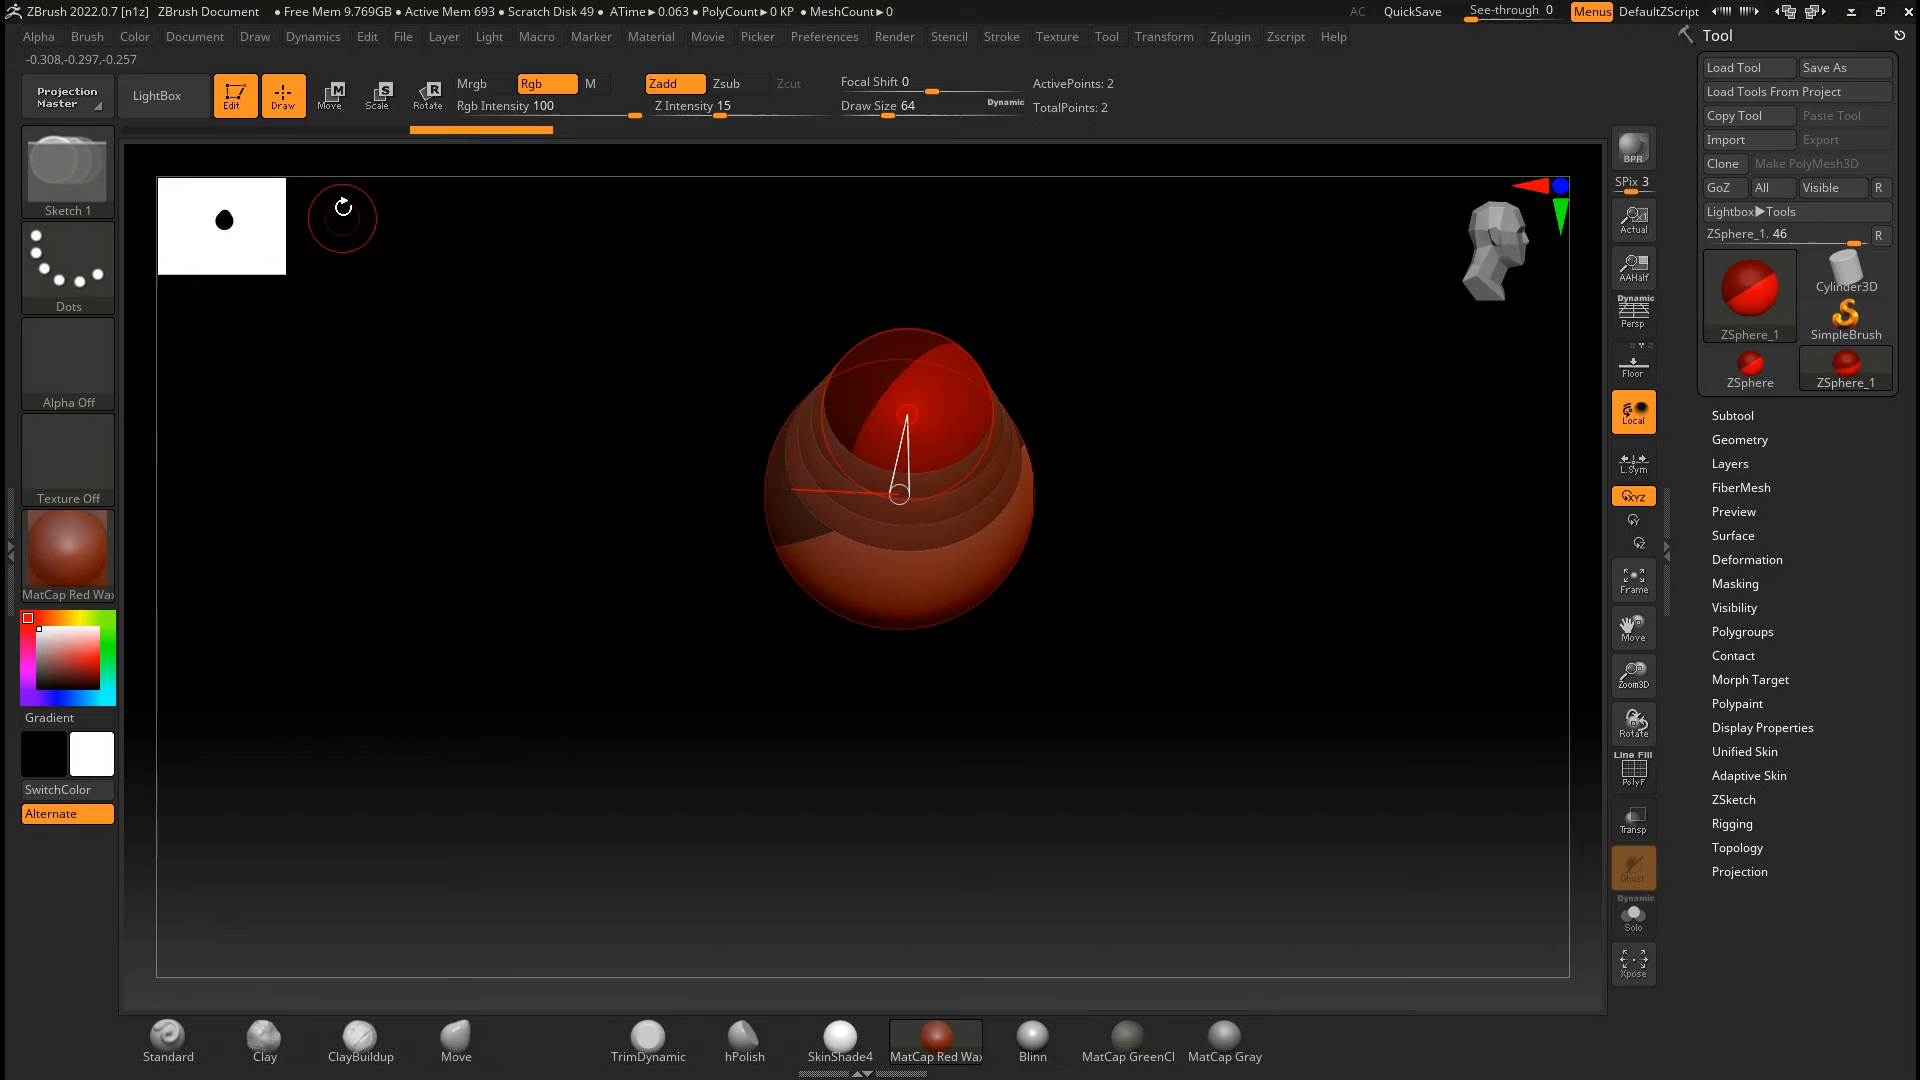 ZBrush 2022.0.7 [n1z] ZBrush Document ● Free Mem 9.769GB ● Active Mem 693 ● Scratch Disk 49 ● ATime►0.063 ● PolyCount►0 KP ● MeshCount►0 AC QuickSave See-through 0 Menus DefaultZScript
Alpha Brush Color Document Draw Dynamics Edit File Layer Light Macro Marker Material Movie Picker Preferences Render Stencil Stroke Texture Tool Transform Zplugin Zscript Help
-0.308,-0.297,-0.257
Projection Master
LightBox
Edit
Draw
Move
Scale
Rotate
Mrgb Rgb M
Rgb Intensity 100
Zadd Zsub Zcut
Z Intensity 15
Focal Shift 0
Draw Size 64
Dynamic
ActivePoints: 2
TotalPoints: 2
Sketch 1
Dots
Alpha Off
Texture Off
MatCap Red Wax
Gradient
SwitchColor
Alternate
BPR
SPix 3
Actual
AAHalf
Dynamic
Persp
Floor
Local
L.Sym
XYZ
Y
Z
Frame
Move
Zoom3D
Rotate
Line Fill
PolyF
Transp
Ghost
Dynamic
Solo
Xpose
Tool
Load Tool Save As
Load Tools From Project
Copy Tool Paste Tool
Import Export
Clone Make PolyMesh3D
GoZ All Visible R
Lightbox►Tools
ZSphere_1. 46 R
ZSphere_1
Cylinder3D
SimpleBrush
ZSphere
ZSphere_1
Subtool
Geometry
Layers
FiberMesh
Preview
Surface
Deformation
Masking
Visibility
Polygroups
Contact
Morph Target
Polypaint
Display Properties
Unified Skin
Adaptive Skin
ZSketch
Rigging
Topology
Projection
Standard Clay ClayBuildup Move TrimDynamic hPolish SkinShade4 MatCap Red Wax Blinn MatCap GreenCl MatCap Gray